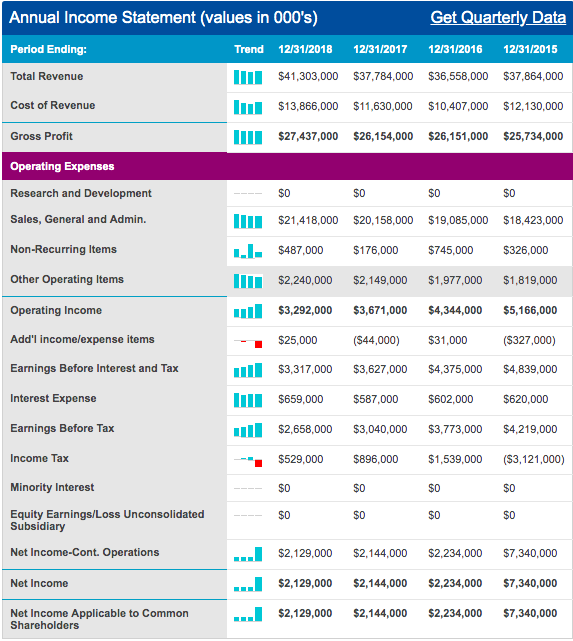 Annual Income Statement (values in 000's) Get Quarterly Data
Period Ending: Trend 12/31/2018 12/31/2017 12/31/2016 12/31/2015
Total Revenue $41,303,000 $37,784,000 $36,558,000 $37,864,000
Cost of Revenue $13,866,000 $11,630,000 $10,407,000 $12,130,000
Gross Profit $27,437,000 $26,154,000 $26,151,000 $25,734,000
Operating Expenses
Research and Development $0 $0 $0 $0
Sales, General and Admin. $21,418,000 $20,158,000 $19,085,000 $18,423,000
Non-Recurring Items $487,000 $176,000 $745,000 $326,000
Other Operating Items $2,240,000 $2,149,000 $1,977,000 $1,819,000
Operating Income $3,292,000 $3,671,000 $4,344,000 $5,166,000
Add'l income/expense items $25,000 ($44,000) $31,000 ($327,000)
Earnings Before Interest and Tax $3,317,000 $3,627,000 $4,375,000 $4,839,000
Interest Expense $659,000 $587,000 $602,000 $620,000
Earnings Before Tax $2,658,000 $3,040,000 $3,773,000 $4,219,000
Income Tax $529,000 $896,000 $1,539,000 ($3,121,000)
Minority Interest $0 $0 $0 $0
Equity Earnings/Loss Unconsolidated
Subsidiary $0 $0 $0 $0
Net Income-Cont. Operations $2,129,000 $2,144,000 $2,234,000 $7,340,000
Net Income $2,129,000 $2,144,000 $2,234,000 $7,340,000
Net Income Applicable to Common
Shareholders $2,129,000 $2,144,000 $2,234,000 $7,340,000